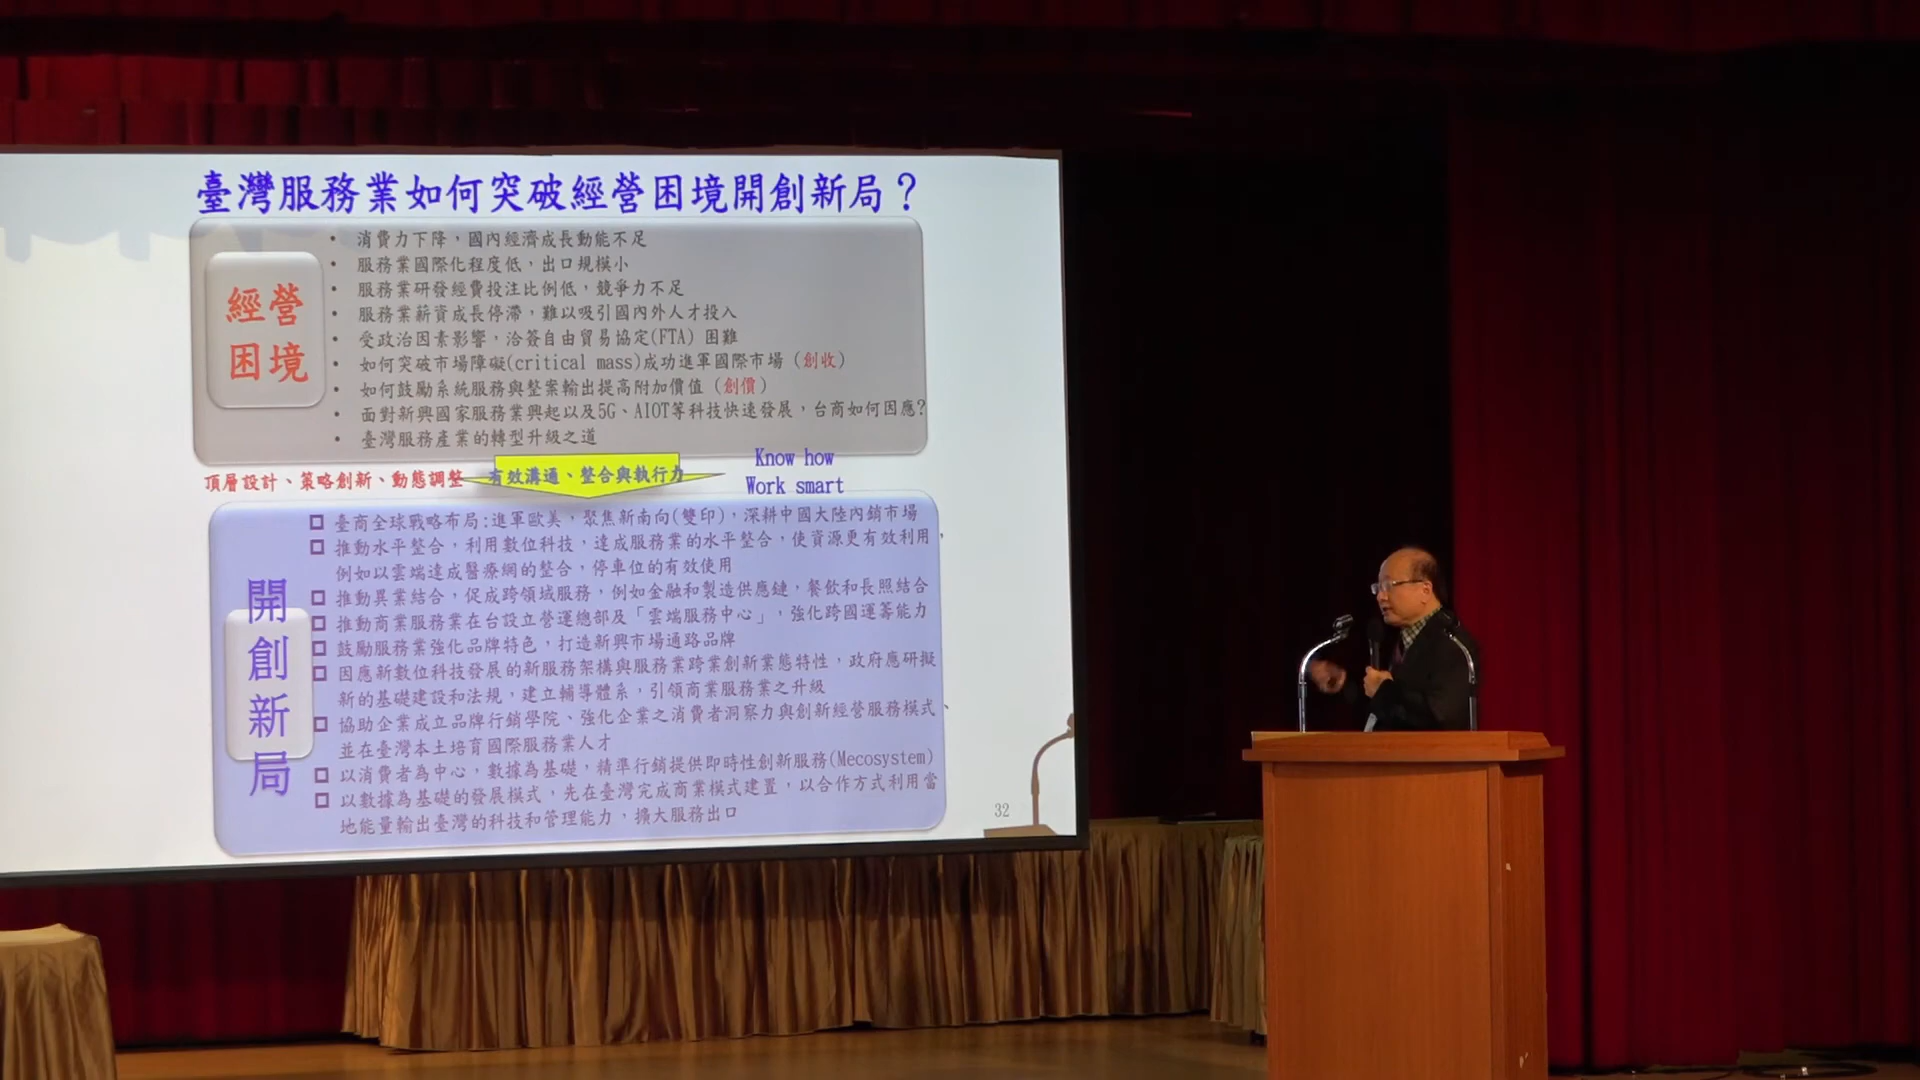 臺灣服務業如何突破經營困境開創新局？
經營
困境
• 消費力下降，國內經濟成長動能不足
• 服務業國際化程度低，出口規模小
• 服務業研發經費投注比例低，競爭力不足
• 服務業薪資成長停滯，難以吸引國內外人才投入
• 受政治因素影響，洽簽自由貿易協定(FTA) 困難
• 如何突破市場障礙(critical mass)成功進軍國際市場（創收）
• 如何鼓勵系統服務與整案輸出提高附加價值（創價）
• 面對新興國家服務業興起以及5G、AIOT等科技快速發展，台商如何因應?
• 臺灣服務產業的轉型升級之道
頂層設計、策略創新、動態調整
有效溝通、整合與執行力
Know how
Work smart
開創新局
❑ 臺商全球戰略布局:進軍歐美，聚焦新南向(雙印)，深耕中國大陸內銷市場
❑ 推動水平整合，利用數位科技，達成服務業的水平整合，使資源更有效利用，
例如以雲端達成醫療網的整合，停車位的有效使用
❑ 推動異業結合，促成跨領域服務，例如金融和製造供應鏈，餐飲和長照結合
❑ 推動商業服務業在台設立營運總部及「雲端服務中心」，強化跨國運籌能力
❑ 鼓勵服務業強化品牌特色，打造新興市場通路品牌
❑ 因應新數位科技發展的新服務架構與服務業跨業創新業態特性，政府應研擬
新的基礎建設和法規，建立輔導體系，引領商業服務業之升級
❑ 協助企業成立品牌行銷學院、強化企業之消費者洞察力與創新經營服務模式、
並在臺灣本土培育國際服務業人才
❑ 以消費者為中心，數據為基礎，精準行銷提供即時性創新服務(Mecosystem)
❑ 以數據為基礎的發展模式，先在臺灣完成商業模式建置，以合作方式利用當
地能量輸出臺灣的科技和管理能力，擴大服務出口
32